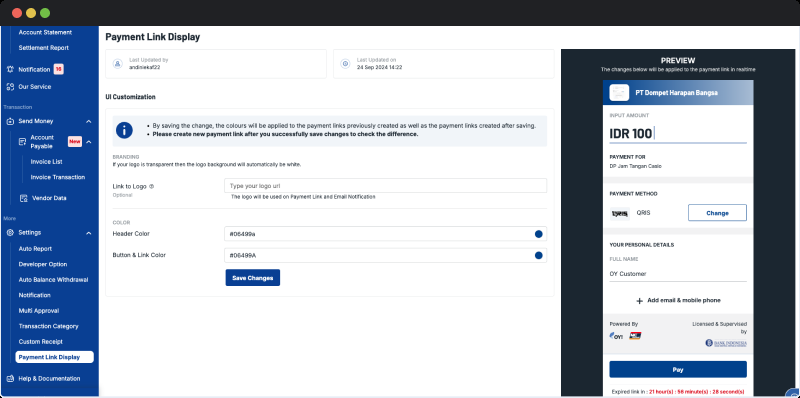 Account Statement
Settlement Report
Notification 16
Our Service
Transaction
Send Money
Account
Payable New
Invoice List
Invoice Transaction
Vendor Data
More
Settings
Auto Report
Developer Option
Auto Balance Withdrawal
Notification
Multi Approval
Transaction Category
Custom Receipt
Payment Link Display
Help & Documentation
Payment Link Display
Last Updated by
andiniekaf22
Last Updated on
24 Sep 2024 14:22
UI Customization
By saving the change, the colours will be applied to the payment links previously created as well as the payment links created after saving.
Please create new payment link after you successfully save changes to check the difference.
BRANDING
If your logo is transparent then the logo background will automatically be white.
Link to Logo
Optional
Type your logo url
The logo will be used on Payment Link and Email Notification
COLOR
Header Color
#06499a
Button & Link Color
#06499A
Save Changes
PREVIEW
The changes below will be applied to the payment link in realtime
PT Dompet Harapan Bangsa
INPUT AMOUNT
IDR 100
PAYMENT FOR
DP Jam Tangan Casio
PAYMENT METHOD
QRIS QRIS
Change
YOUR PERSONAL DETAILS
FULL NAME
OY Customer
Add email & mobile phone
Powered By
OY!
Licensed & Supervised
by
BANK INDONESIA
Pay
Expired link in : 21 hour(s) : 56 minute(s) : 28 second(s)